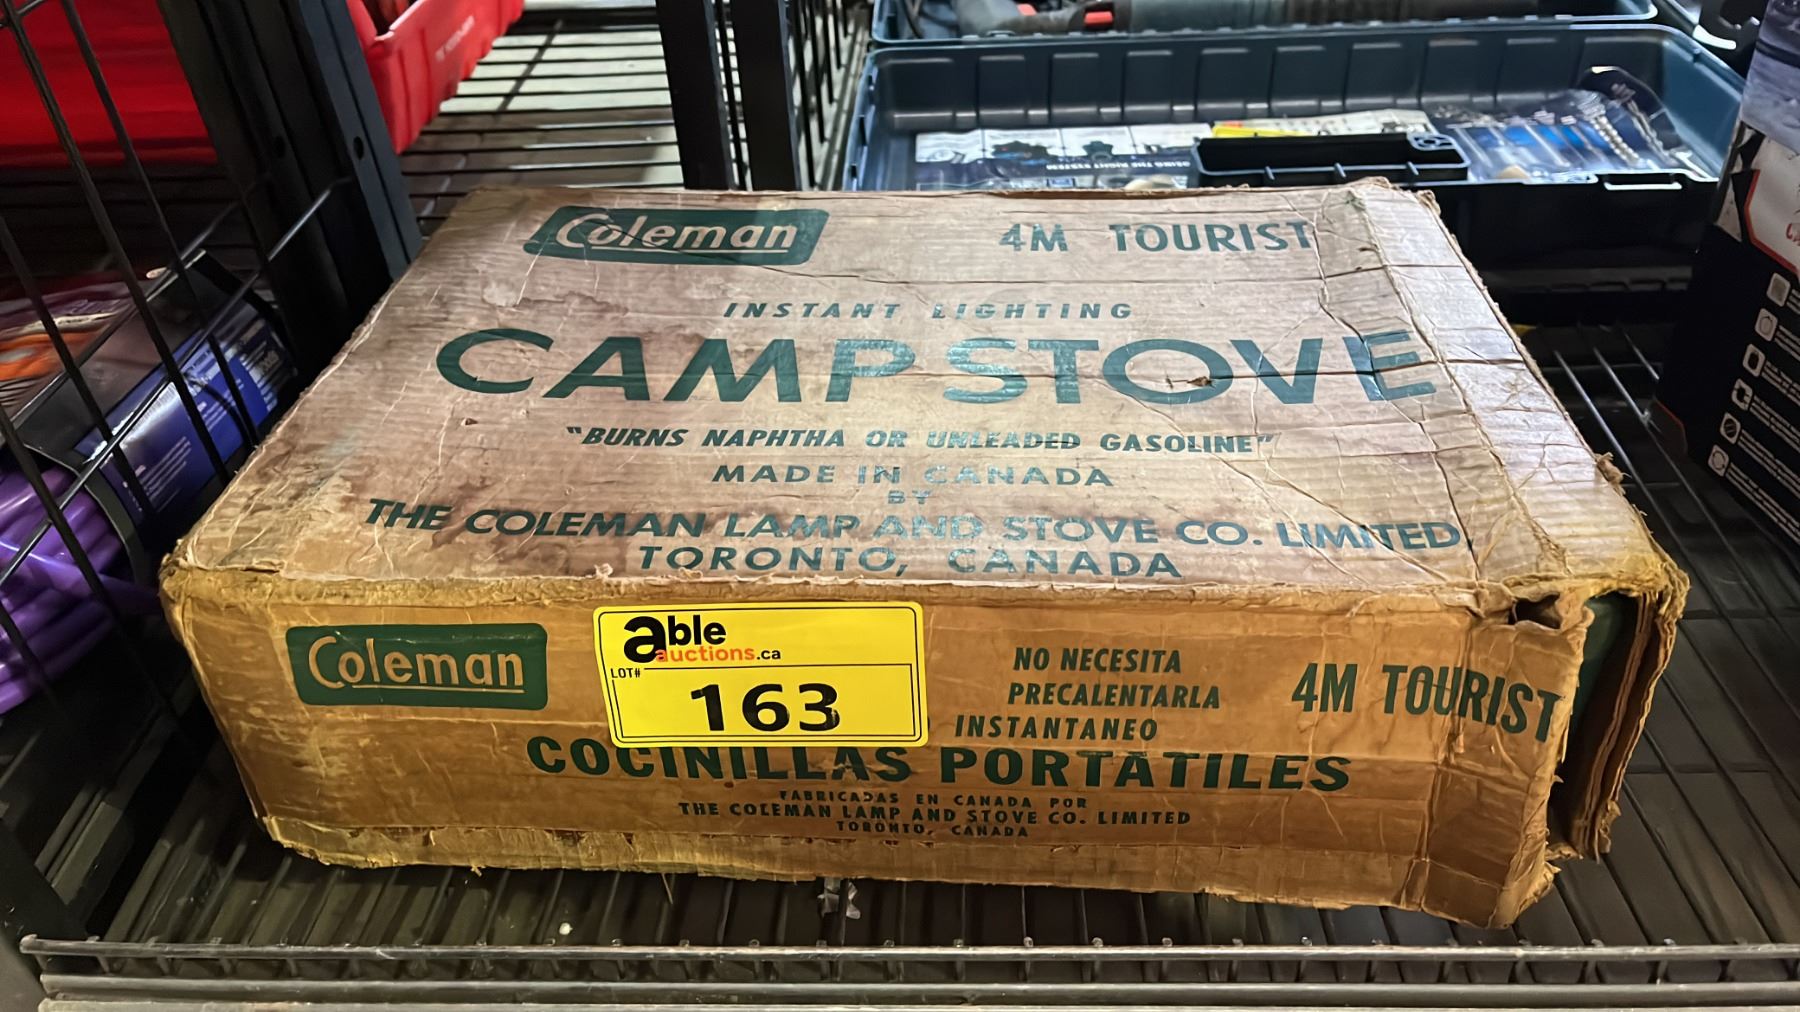 Coleman
4M TOURIST
INSTANT LIGHTING
CAMP STOVE
"BURNS NAPHTHA OR UNLEADED GASOLINE"
MADE IN CANADA
BY
THE COLEMAN LAMP AND STOVE CO. LIMITED
TORONTO, CANADA
Coleman
able
auctions.ca
LOT#
163
NO NECESITA
PRECALENTARLA
4M TOURIST
INSTANTANEO
COCINILLAS PORTATILES
FABRICADAS EN CANADA POR
THE COLEMAN LAMP AND STOVE CO. LIMITED
TORONTO, CANADA